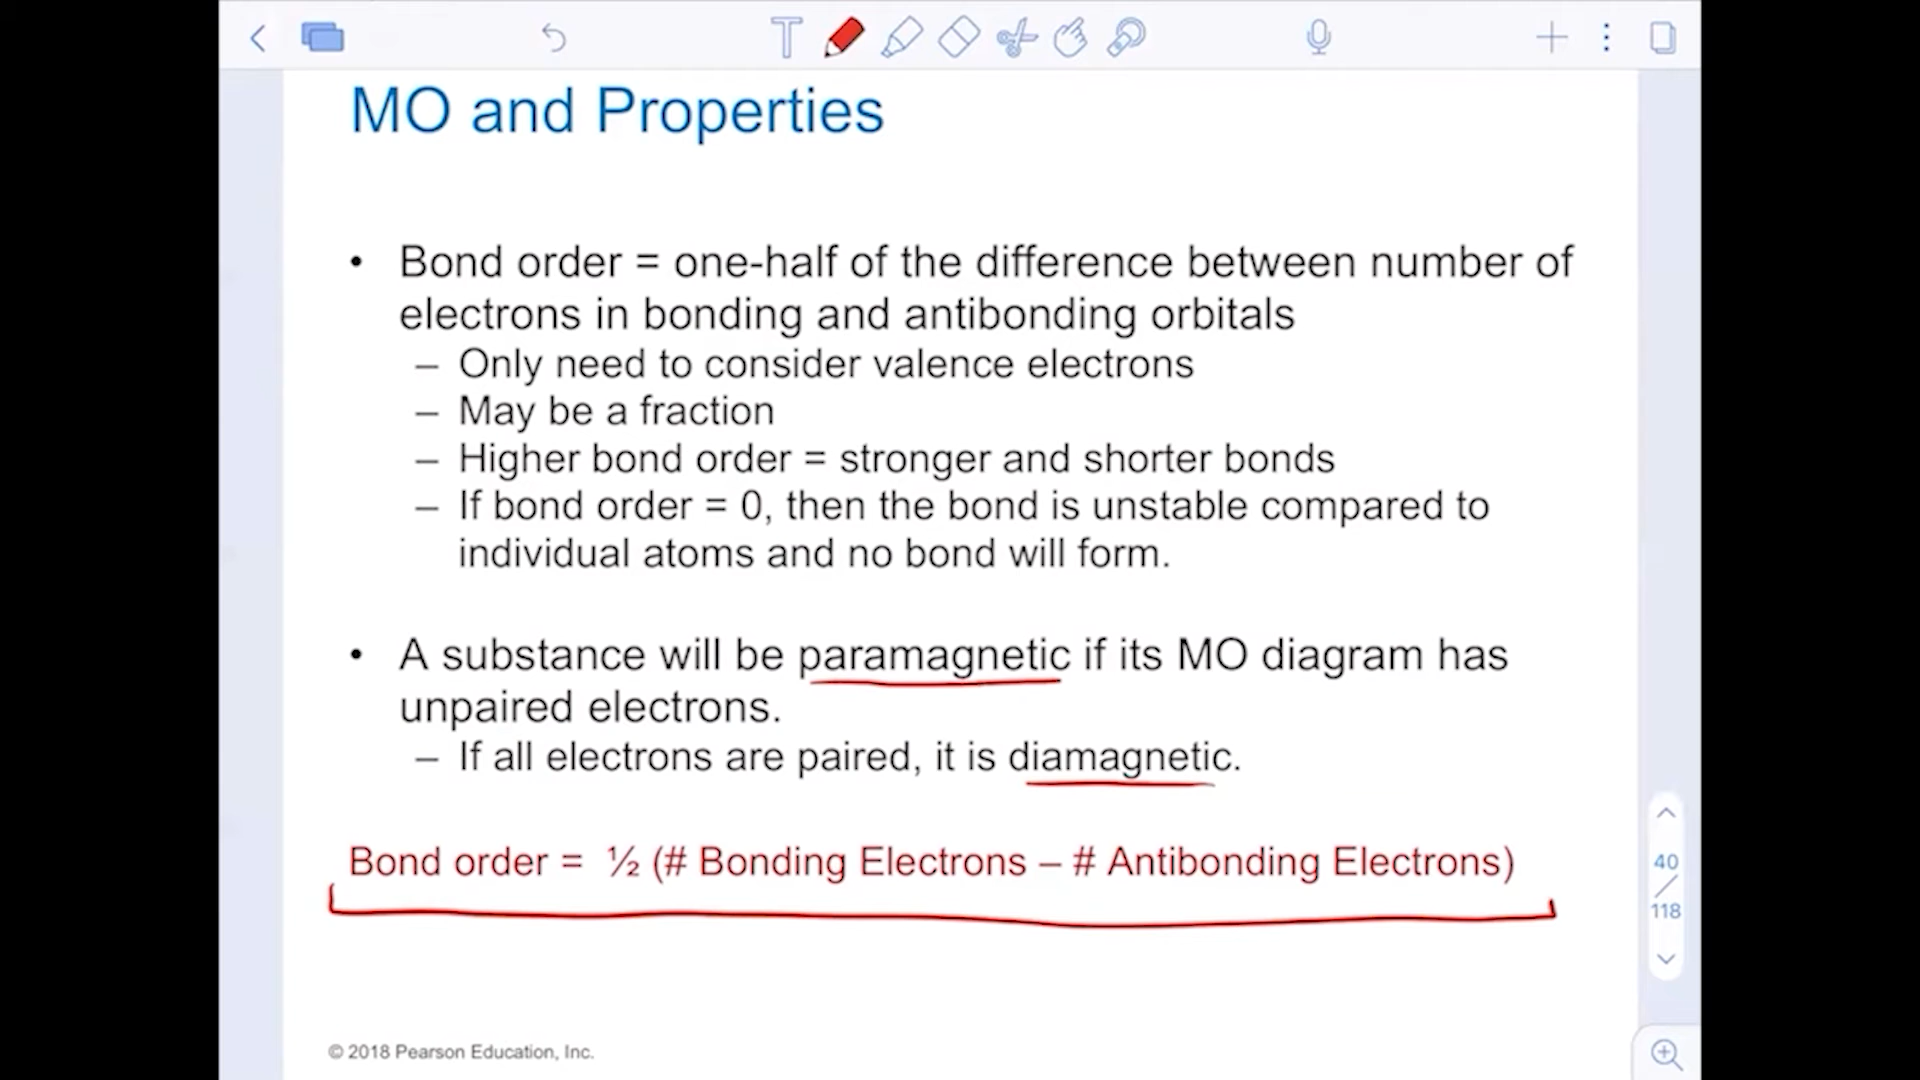 T
MO and Properties
• Bond order = one-half of the difference between number of
electrons in bonding and antibonding orbitals
– Only need to consider valence electrons
– May be a fraction
– Higher bond order = stronger and shorter bonds
– If bond order = 0, then the bond is unstable compared to
individual atoms and no bond will form.
• A substance will be paramagnetic if its MO diagram has
unpaired electrons.
– If all electrons are paired, it is diamagnetic.
Bond order = ½ (# Bonding Electrons – # Antibonding Electrons)
40
/
118
© 2018 Pearson Education, Inc.